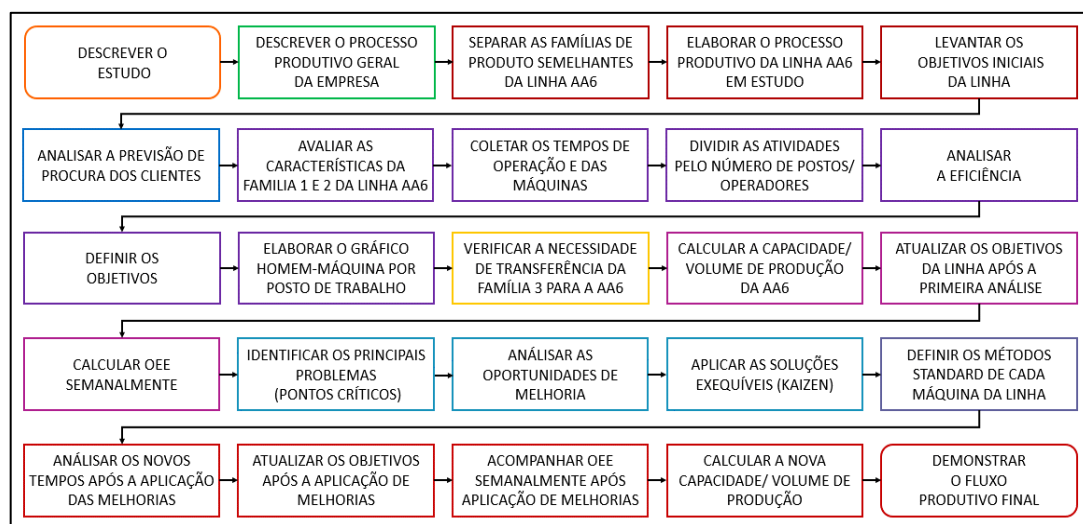 DESCREVER O
ESTUDO
DESCREVER O PROCESSO
PRODUTIVO GERAL
DA EMPRESA
SEPARAR AS FAMÍLIAS DE
PRODUTO SEMELHANTES
DA LINHA AA6
ELABORAR O PROCESSO
PRODUTIVO DA LINHA AA6
EM ESTUDO
LEVANTAR OS
OBJETIVOS INICIAIS
DA LINHA
ANALISAR A PREVISÃO DE
PROCURA DOS CLIENTES
AVALIAR AS
CARACTERÍSTICAS DA
FAMILIA 1 E 2 DA LINHA AA6
COLETAR OS TEMPOS DE
OPERAÇÃO E DAS
MÁQUINAS
DIVIDIR AS ATIVIDADES
PELO NÚMERO DE POSTOS/
OPERADORES
ANALISAR
A EFICIÊNCIA
DEFINIR OS
OBJETIVOS
ELABORAR O GRÁFICO
HOMEM-MÁQUINA POR
POSTO DE TRABALHO
VERIFICAR A NECESSIDADE
DE TRANSFERÊNCIA DA
FAMÍLIA 3 PARA A AA6
CALCULAR A CAPACIDADE/
VOLUME DE PRODUÇÃO
DA AA6
ATUALIZAR OS OBJETIVOS
DA LINHA APÓS A
PRIMEIRA ANÁLISE
CALCULAR OEE
SEMANALMENTE
IDENTIFICAR OS PRINCIPAIS
PROBLEMAS
(PONTOS CRÍTICOS)
ANÁLISAR AS
OPORTUNIDADES DE
MELHORIA
APLICAR AS SOLUÇÕES
EXEQUÍVEIS (KAIZEN)
DEFINIR OS MÉTODOS
STANDARD DE CADA
MÁQUINA DA LINHA
ANÁLISAR OS NOVOS
TEMPOS APÓS A APLICAÇÃO
DAS MELHORIAS
ATUALIZAR OS OBJETIVOS
APÓS A APLICAÇÃO DE
MELHORIAS
ACOMPANHAR OEE
SEMANALMENTE APÓS
APLICAÇÃO DE MELHORIAS
CALCULAR A NOVA
CAPACIDADE/ VOLUME DE
PRODUÇÃO
DEMONSTRAR
O FLUXO
PRODUTIVO FINAL